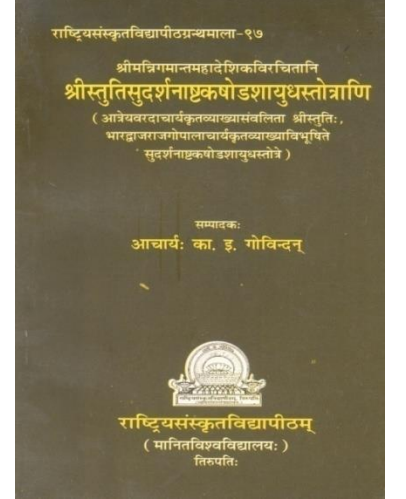 राष्ट्रियसंस्कृतविद्यापीठग्रन्थमाला-९७
श्रीमन्निगमान्तमहादेशिकविरचितानि
श्रीस्तुतिसुदर्शनाष्टकषोडशायुधस्तोत्राणि
(आत्रेयवरदाचार्यकृतव्याख्यासंवलिता श्रीस्तुतिः,
भारद्वाजराजगोपालाचार्यकृतव्याख्याविभूषिते
सुदर्शनाष्टकषोडशायुधस्तोत्रे)
सम्पादकः
आचार्यः का. इ. गोविन्दन्
राष्ट्रियसंस्कृतविद्यापीठम्
(मानितविश्वविद्यालयः)
तिरुपतिः